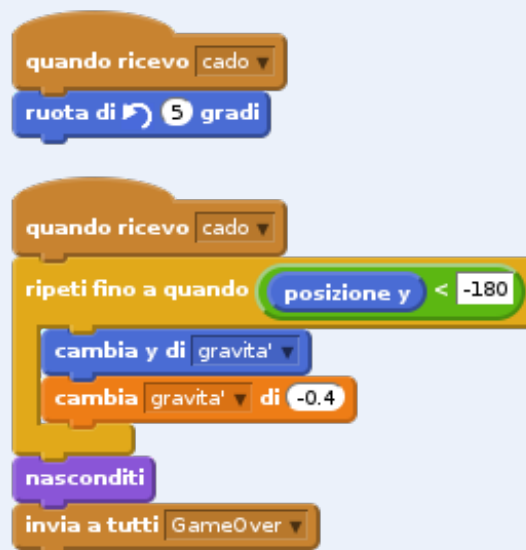 quando ricevo cado
ruota di 5 gradi
quando ricevo cado
ripeti fino a quando posizione y < -180
cambia y di gravita'
cambia gravita' di -0.4
nasconditi
invia a tutti GameOver